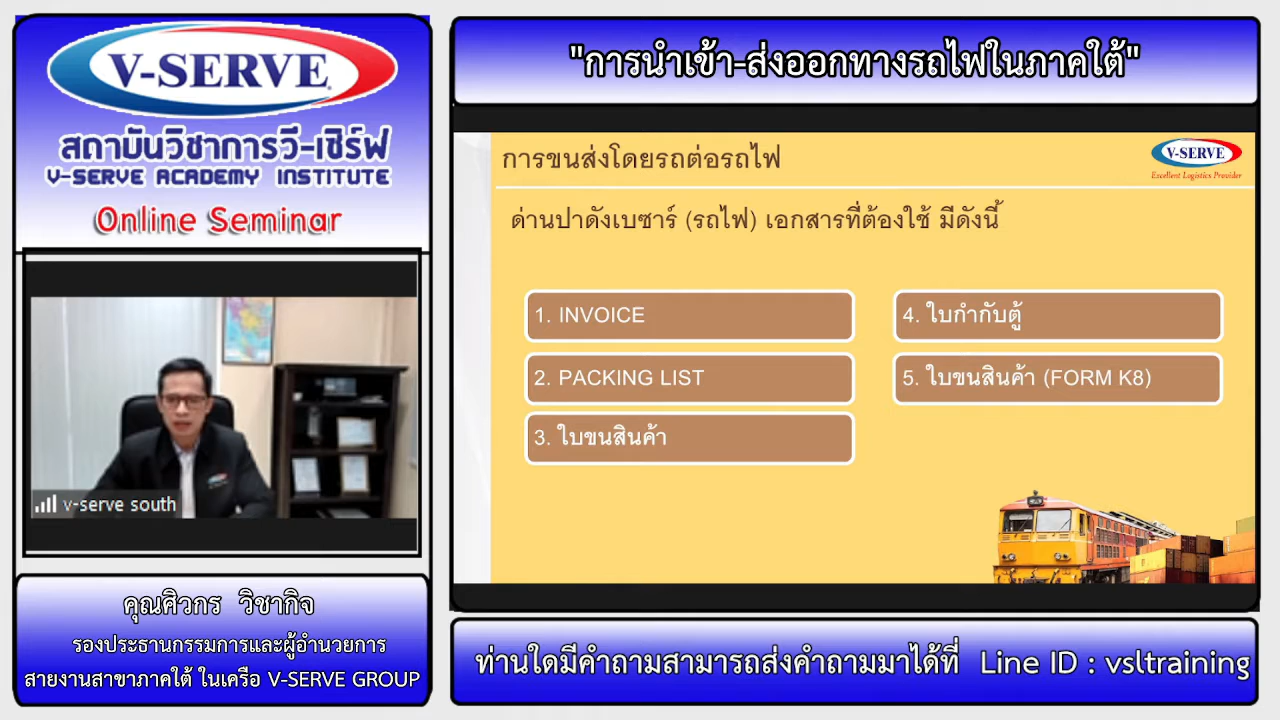 V-SERVE
สถาบันวิชาการวี-เซิร์ฟ
V-SERVE ACADEMY INSTITUTE
Online Seminar
v-serve south
คุณศิวกร วิชากิจ
รองประธานกรรมการและผู้อำนวยการ
สายงานสาขาภาคใต้ ในเครือ V-SERVE GROUP
"การนำเข้า-ส่งออกทางรถไฟในภาคใต้"
การขนส่งโดยรถต่อรถไฟ
V-SERVE
Excellent Logistics Provider
ด่านปาดังเบซาร์ (รถไฟ) เอกสารที่ต้องใช้ มีดังนี้
1. INVOICE
2. PACKING LIST
3. ใบขนสินค้า
4. ใบกำกับตู้
5. ใบขนสินค้า (FORM K8)
ท่านใดมีคำถามสามารถส่งคำถามมาได้ที่ Line ID : vsltraining